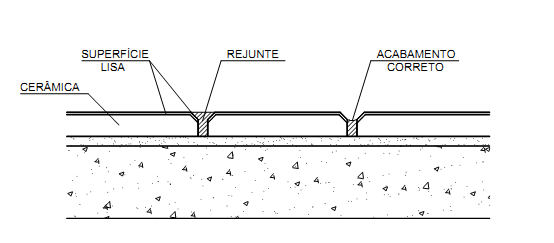 SUPERFÍCIE
LISA
REJUNTE
ACABAMENTO
CORRETO
CERÂMICA